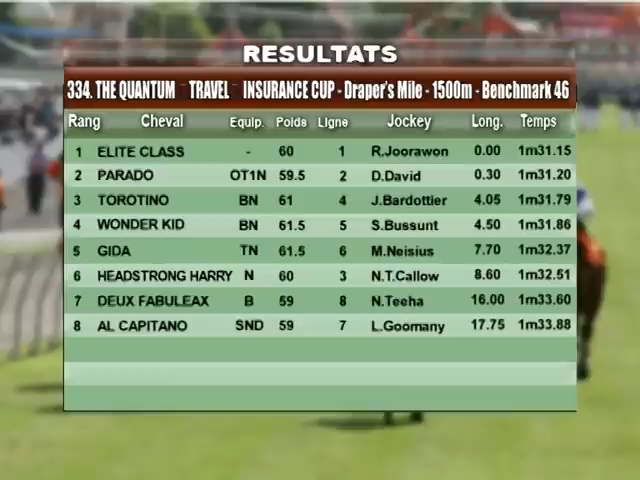 RESULTATS
334. THE QUANTUM TRAVEL INSURANCE CUP - Draper's Mile - 1500m - Benchmark 46
Rang Cheval Equip. Poids Ligne Jockey Long. Temps
1 ELITE CLASS - 60 1 R.Joorawon 0.00 1m31.15
2 PARADO OT1N 59.5 2 D.David 0.30 1m31.20
3 TOROTINO BN 61 4 J.Bardottier 4.05 1m31.79
4 WONDER KID BN 61.5 5 S.Bussunt 4.50 1m31.86
5 GIDA TN 61.5 6 M.Neisius 7.70 1m32.37
6 HEADSTRONG HARRY N 60 3 N.T.Callow 8.60 1m32.51
7 DEUX FABULEAX B 59 8 N.Teeha 16.00 1m33.60
8 AL CAPITANO SND 59 7 L.Goomany 17.75 1m33.88